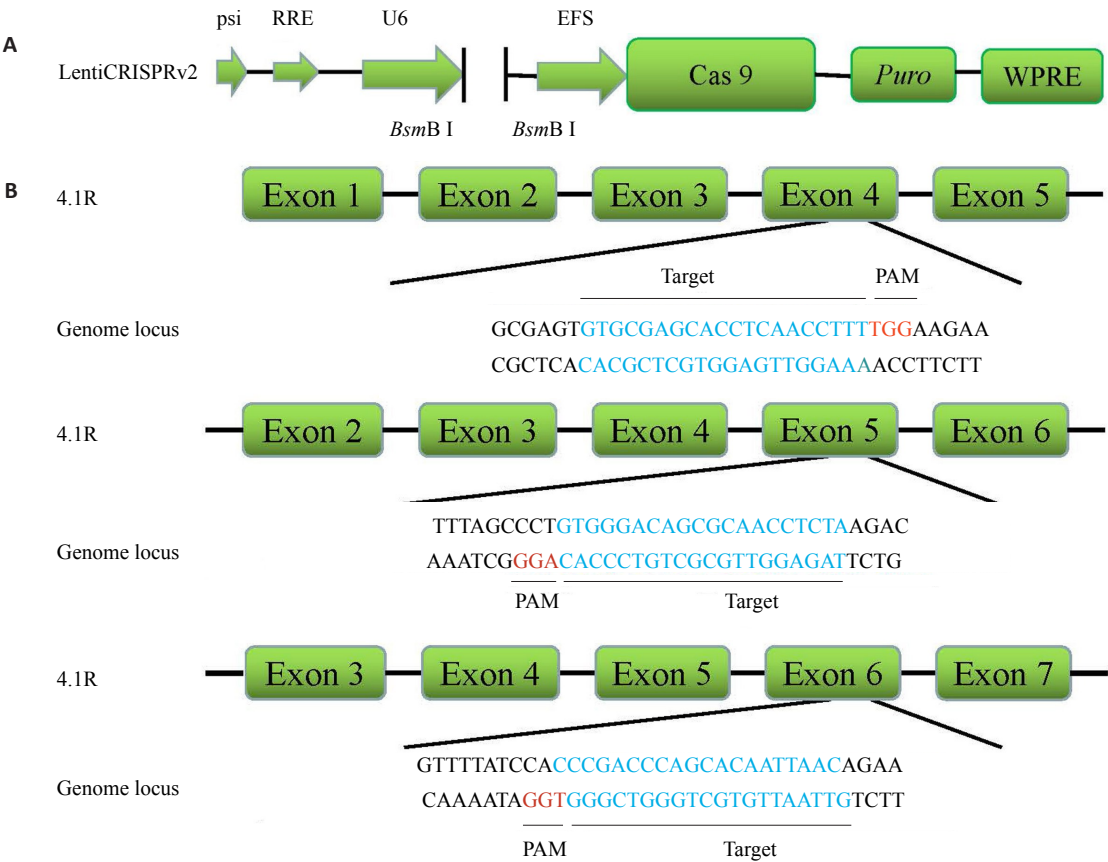 psi RRE U6 EFS
A
LentiCRISPRv2 Cas 9 Puro WPRE
BsmB I BsmB I
B
4.1R Exon 1 Exon 2 Exon 3 Exon 4 Exon 5
Target PAM
Genome locus GCGAGTGTGCGAGCACCTCAACCTTTTGGAAGAA
CGCTCACACGCTCGTGGAGTTGGAAAACCTTCTT
4.1R Exon 2 Exon 3 Exon 4 Exon 5 Exon 6
TTTAGCCCTGTGGGACAGCGCAACCTCTAAGAC
Genome locus
AAATCGGGACACCCTGTCGCGTTGGAGATTCTG
PAM Target
4.1R Exon 3 Exon 4 Exon 5 Exon 6 Exon 7
GTTTTATCCACCCGACCCAGCACAATTAACAGAA
Genome locus
CAAAATAGGTGGGCTGGGTCGTGTTAATTGTCTT
PAM Target